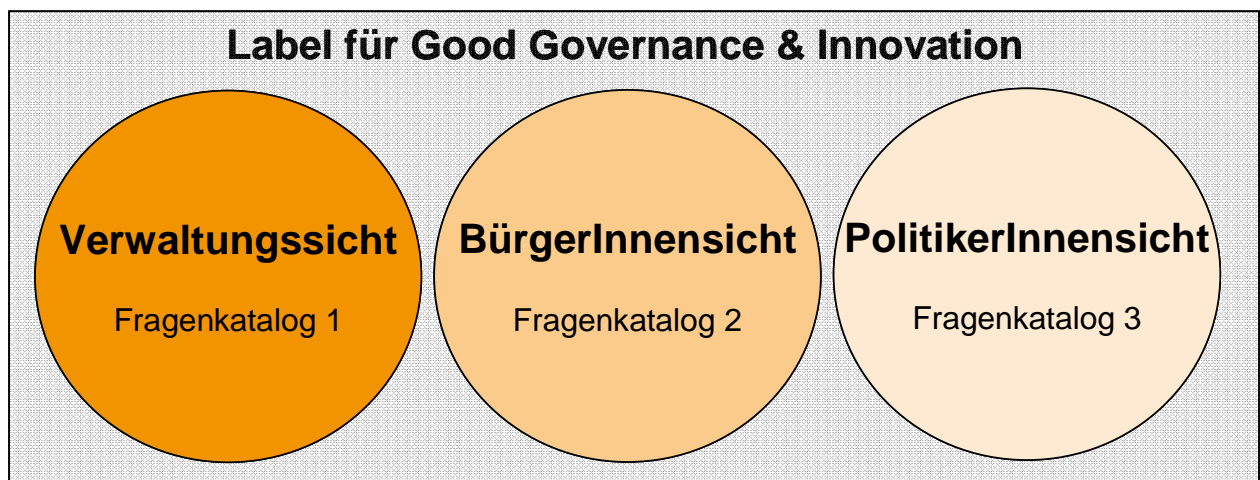 Label für Good Governance & Innovation
Verwaltungssicht
Fragenkatalog 1
BürgerInnensicht
Fragenkatalog 2
PolitikerInnensicht
Fragenkatalog 3